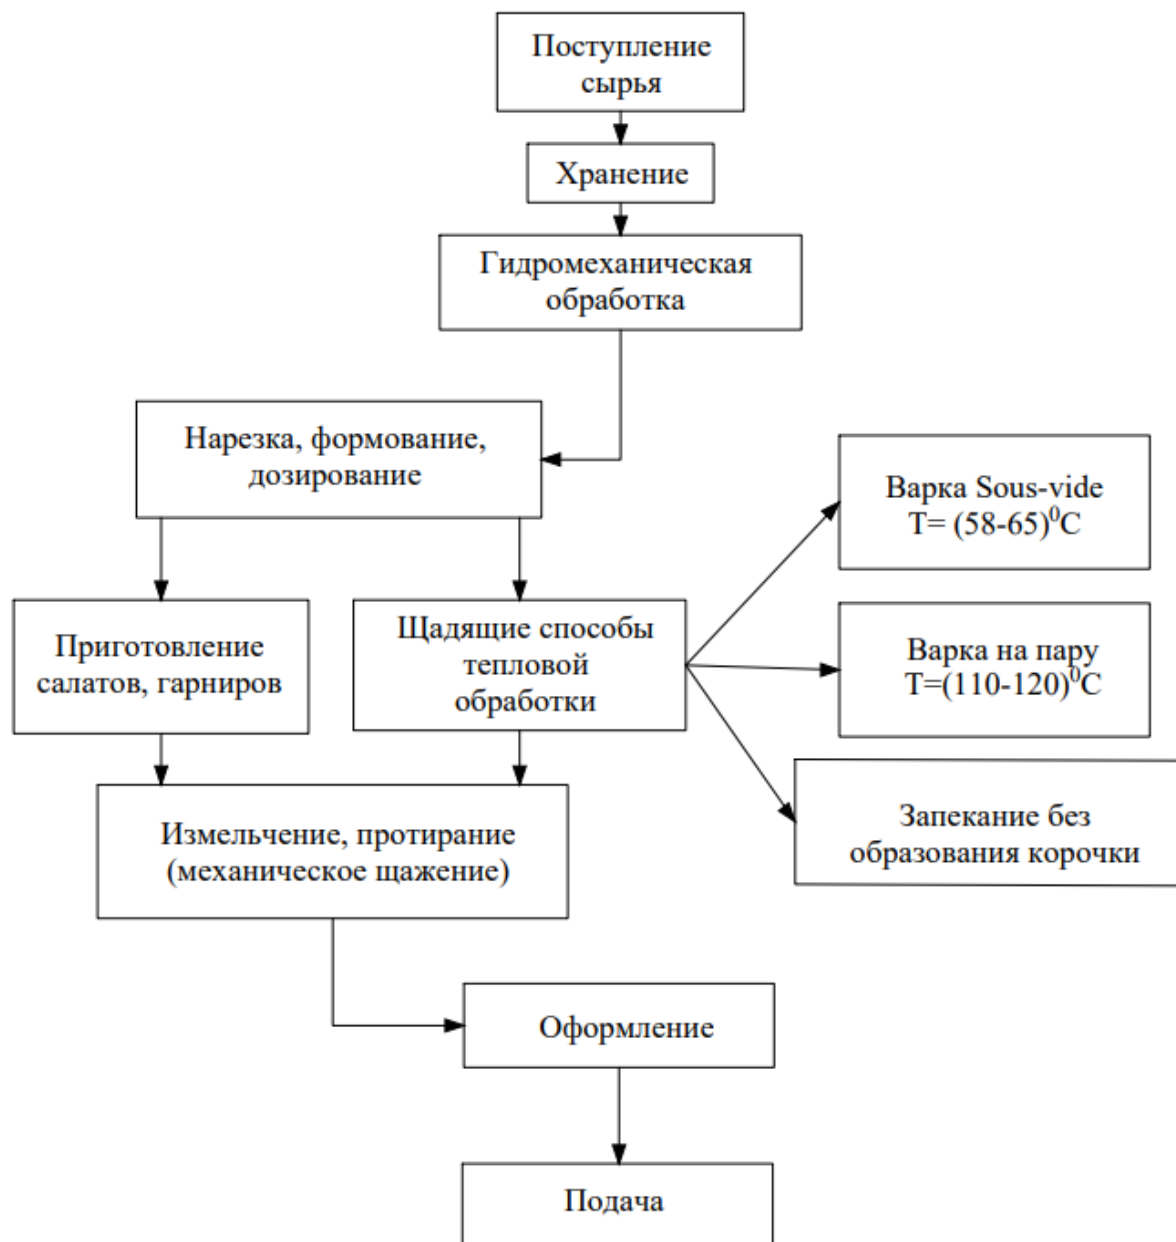 Поступление
сырья
Хранение
Гидромеханическая
обработка
Нарезка, формование,
дозирование
Варка Sous-vide
T= (58-65)⁰C
Приготовление
салатов, гарниров
Щадящие способы
тепловой
обработки
Варка на пару
T=(110-120)⁰C
Измельчение, протирание
(механическое щажение)
Запекание без
образования корочки
Оформление
Подача